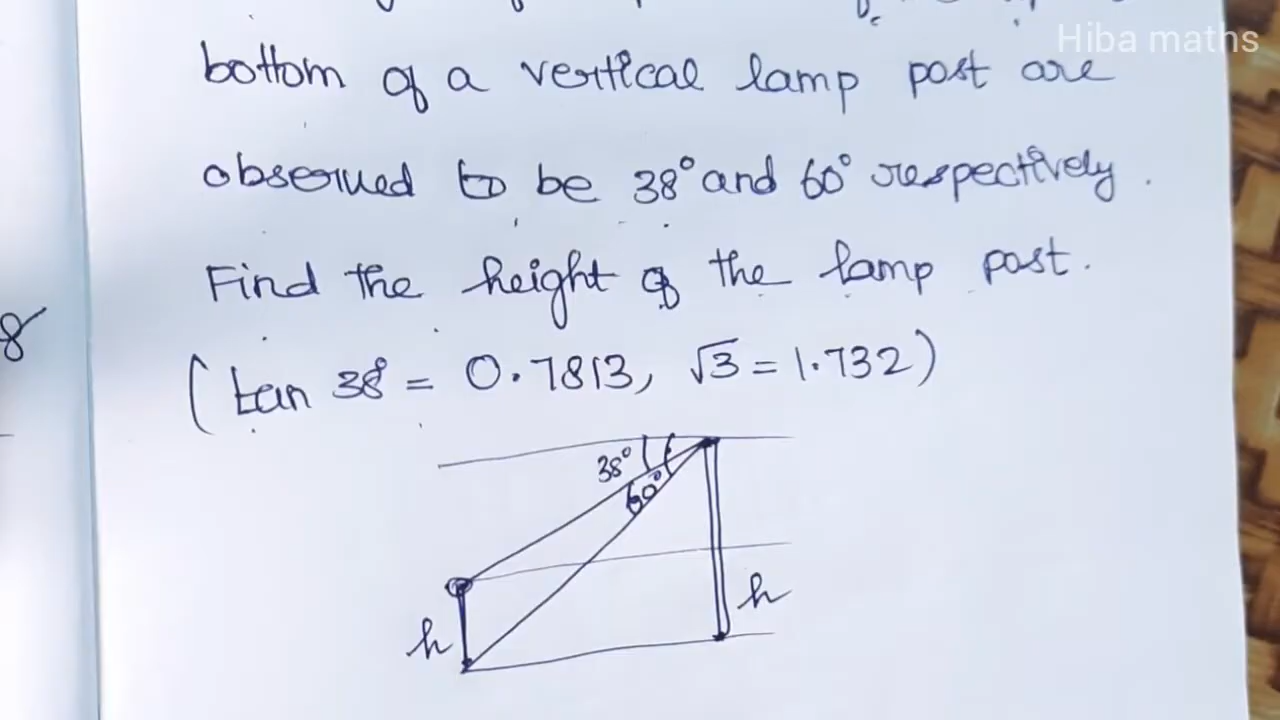 Hiba maths
bottom of a vertical lamp post are
observed to be 38° and 60° respectively.
Find the height of the lamp post.
8
(tan 38° = 0.7813, √3 = 1.732)
38°
60°
h
h